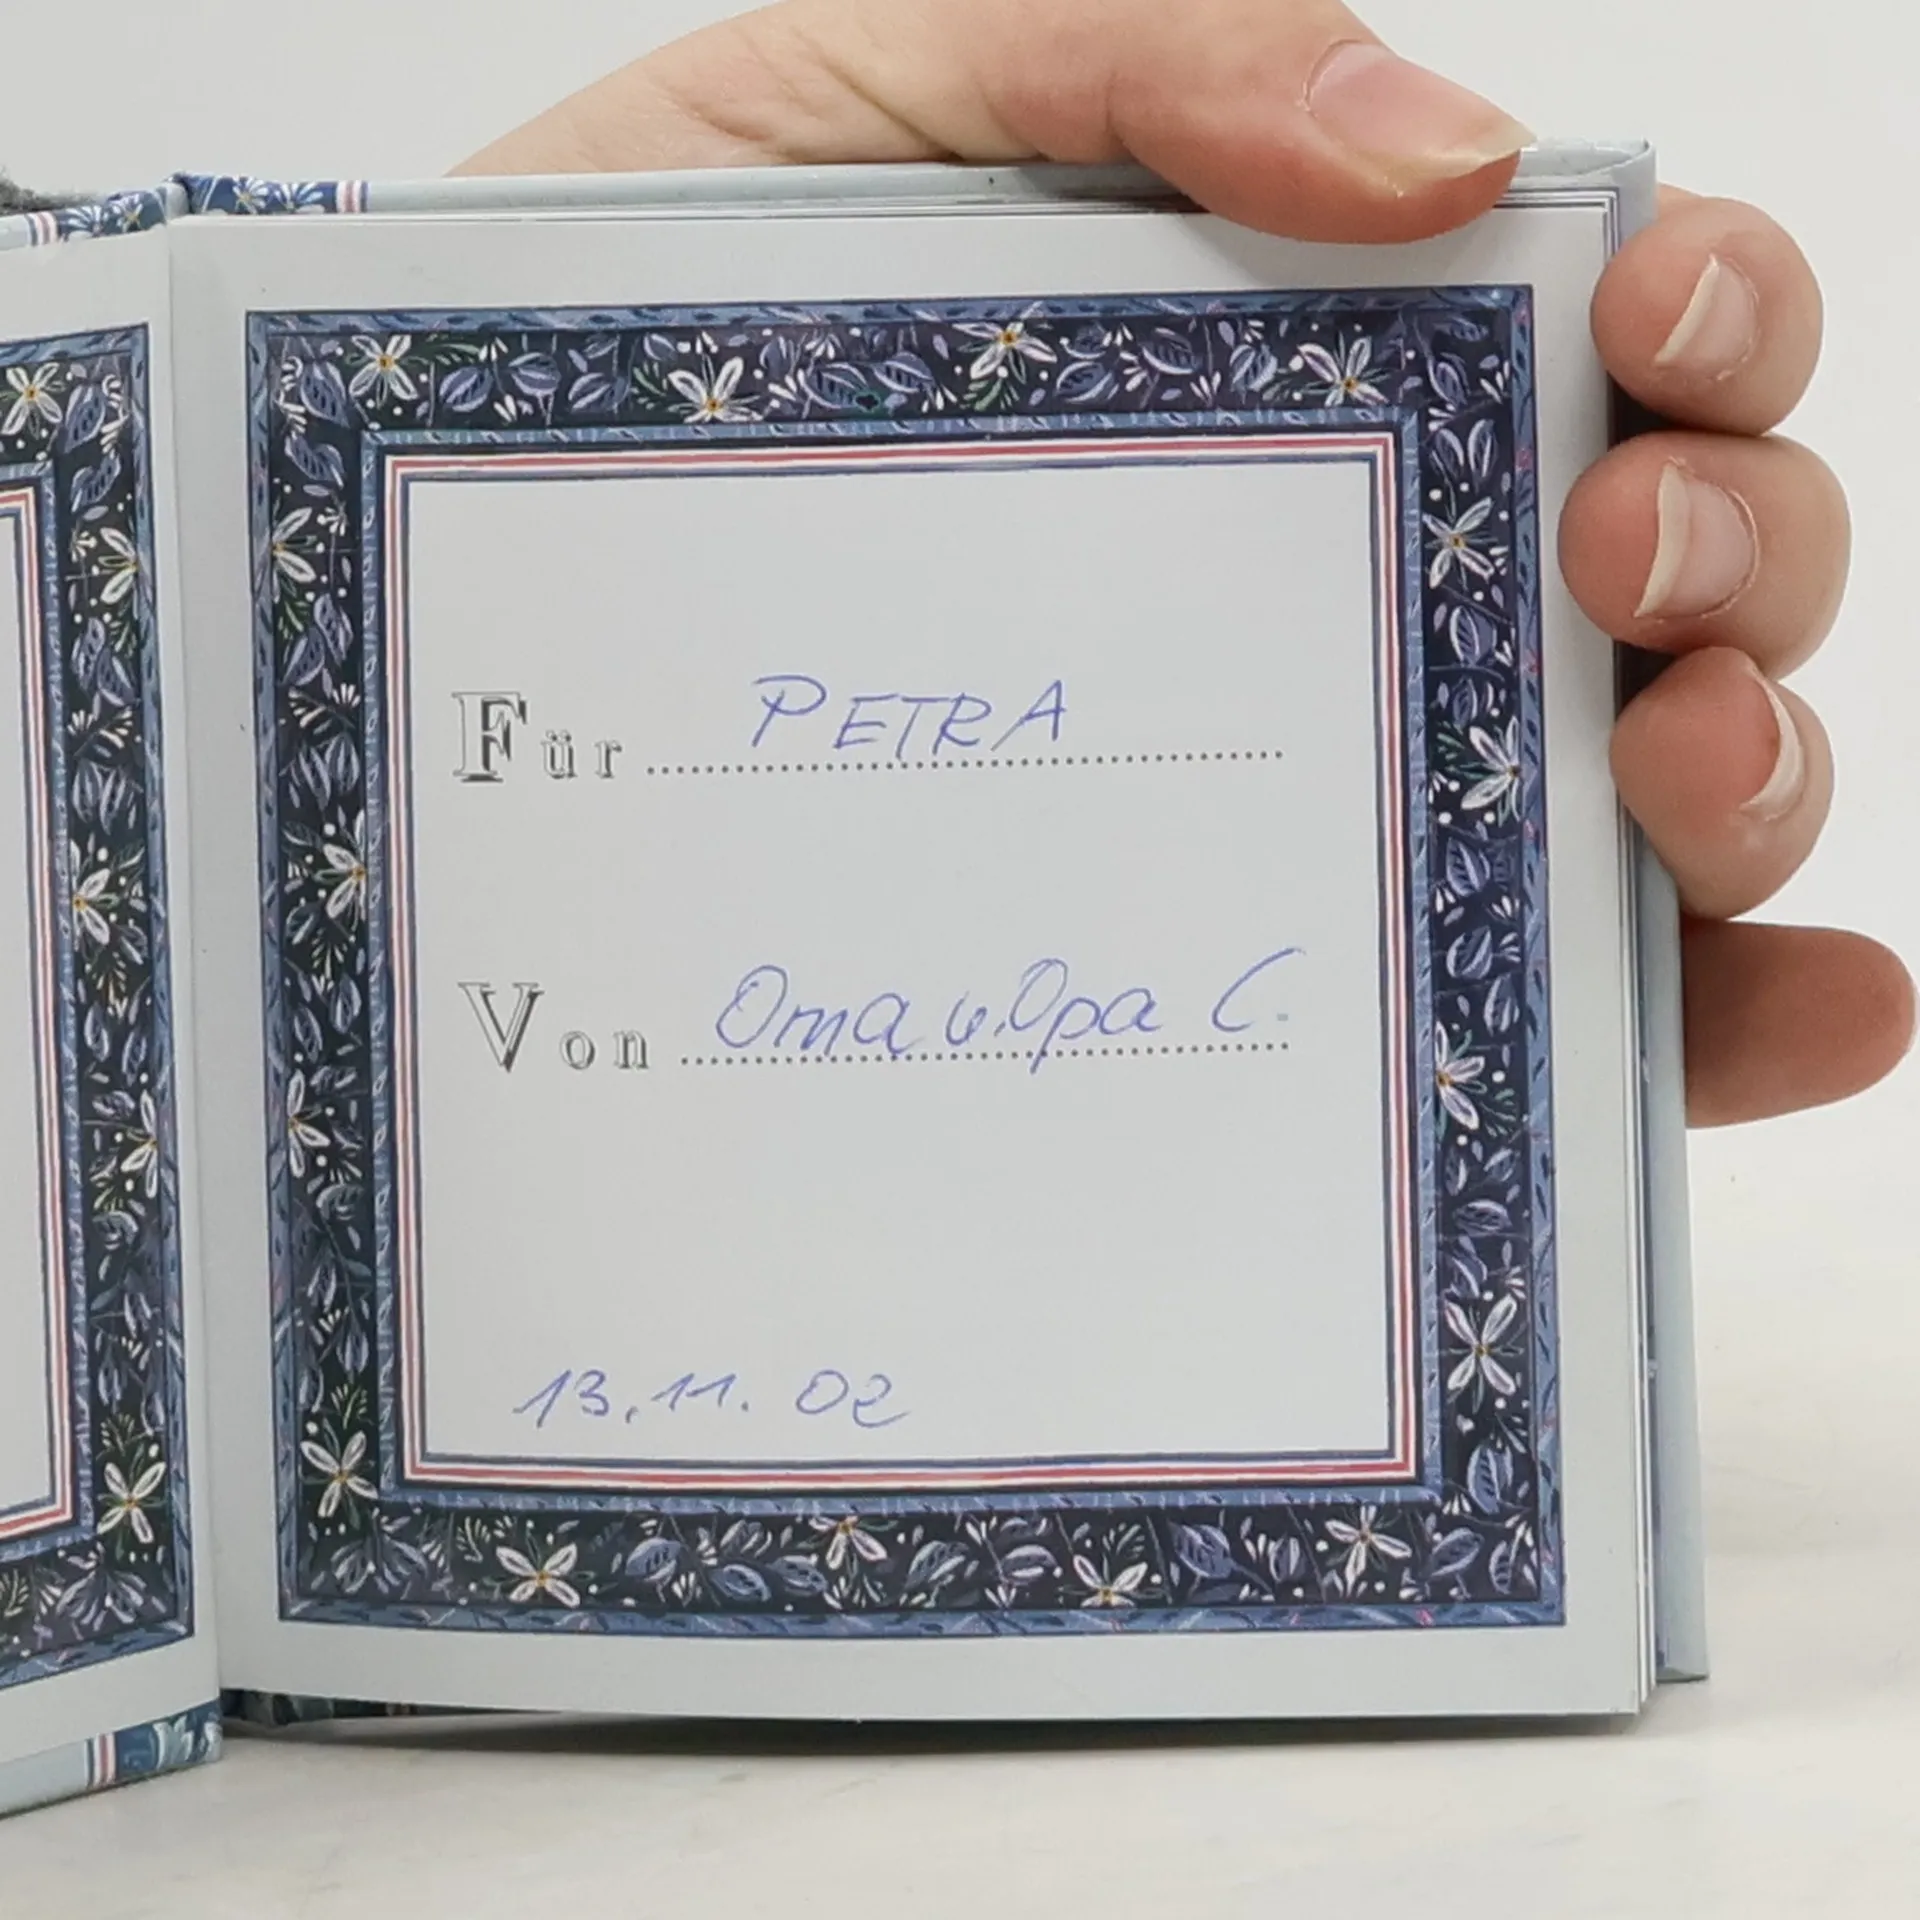 Für PETRA
Von Oma u. Opa C.
13.11.02